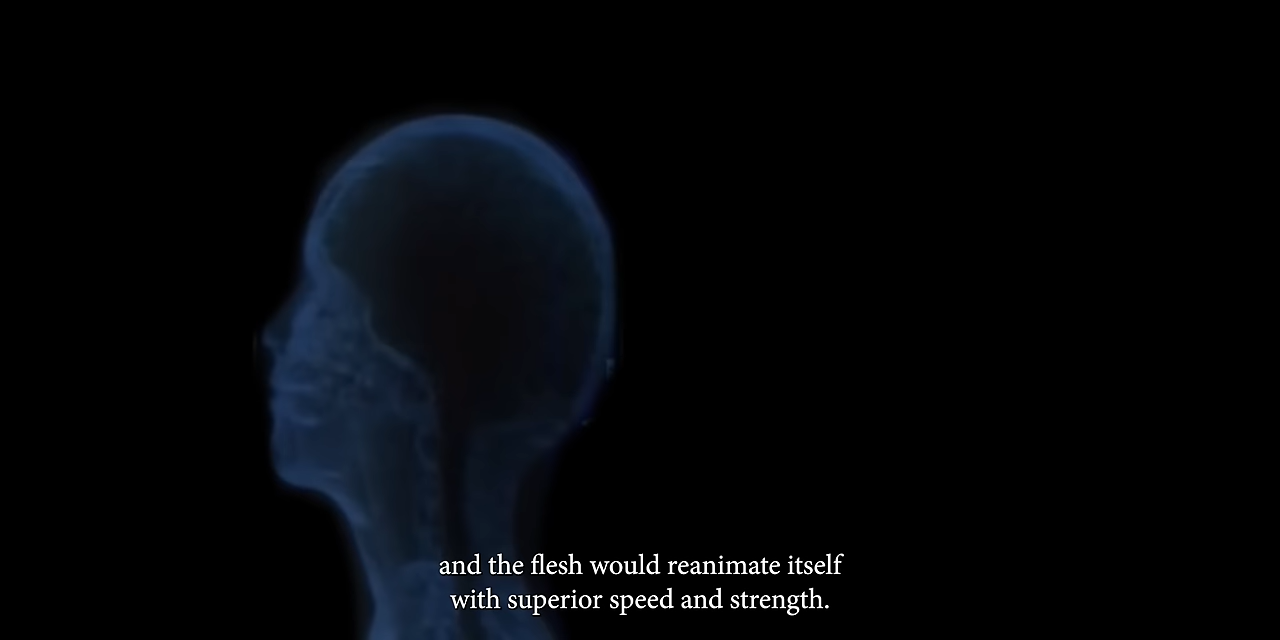 and the flesh would reanimate itself
with superior speed and strength.